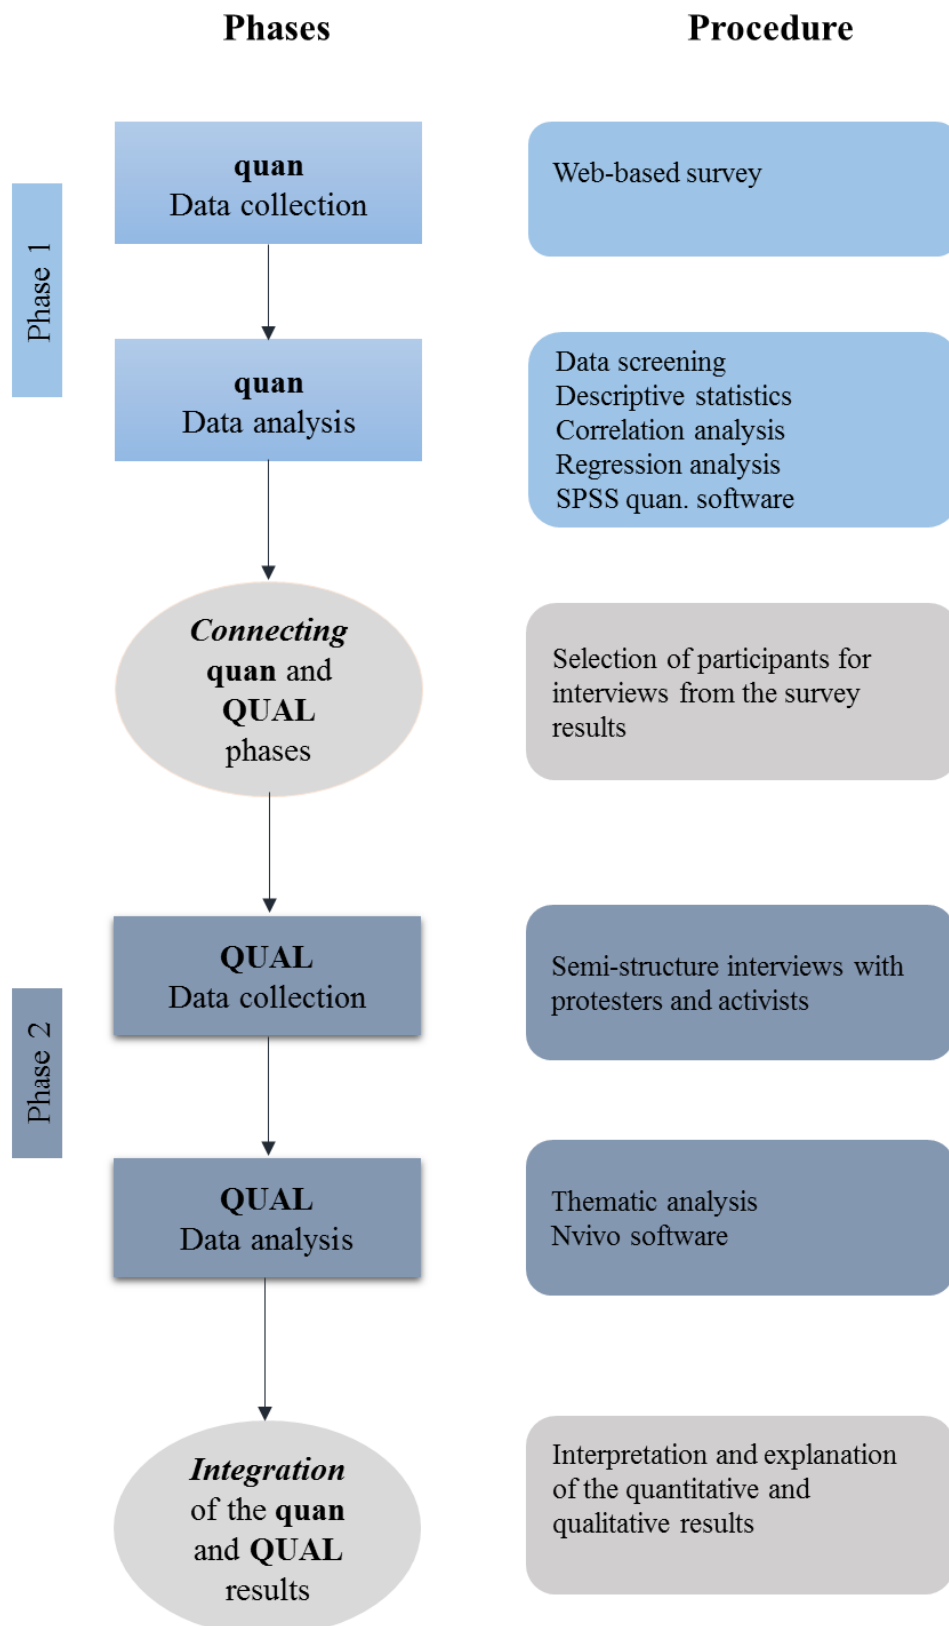 Phases
Procedure
Phase 1
quan
Data collection
Web-based survey
quan
Data analysis
Data screening
Descriptive statistics
Correlation analysis
Regression analysis
SPSS quan. software
Connecting
quan and
QUAL
phases
Selection of participants for
interviews from the survey
results
Phase 2
QUAL
Data collection
Semi-structure interviews with
protesters and activists
QUAL
Data analysis
Thematic analysis
Nvivo software
Integration
of the quan
and QUAL
results
Interpretation and explanation
of the quantitative and
qualitative results